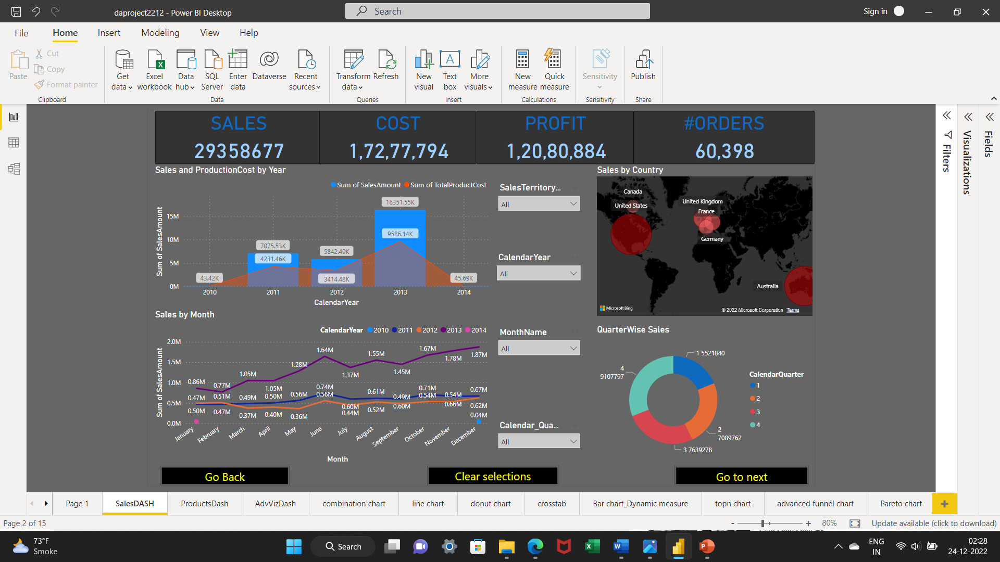 daproject2212 - Power BI Desktop
Search
Sign in
File Home Insert Modeling View Help
Paste
Cut
Copy
Format painter
Clipboard
Get data
Excel workbook
Data hub
SQL Server
Enter data
Dataverse
Recent sources
Data
Transform data
Refresh
Queries
New visual
Text box
More visuals
Insert
New measure
Quick measure
Calculations
Sensitivity
Sensitivity
Publish
Share
SALES
29358677
COST
1,72,77,794
PROFIT
1,20,80,884
#ORDERS
60,398
Filters
Visualizations
Fields
Sales and ProductionCost by Year
Sum of SalesAmount Sum of TotalProductCost
Sum of SalesAmount
15M
10M
5M
0M
43.42K
7075.53K
4231.46K
5842.49K
3414.48K
16351.55K
9586.14K
45.69K
2010 2011 2012 2013 2014
CalendarYear
SalesTerritory...
All
CalendarYear
All
MonthName
All
Calendar_Qua...
All
Sales by Country
Canada
United States
United Kingdom
France
Germany
Australia
Microsoft Bing
© 2022 Microsoft Corporation Terms
Sales by Month
CalendarYear 2010 2011 2012 2013 2014
Sum of SalesAmount
2.0M
1.5M
1.0M
0.5M
0.0M
0.86M 0.77M 1.05M 1.05M 1.28M 1.64M 1.37M 1.55M 1.45M 1.67M 1.78M 1.87M
0.47M 0.51M 0.49M 0.50M 0.56M 0.74M 0.60M 0.61M 0.49M 0.71M 0.54M 0.67M
0.50M 0.47M 0.37M 0.40M 0.36M 0.56M 0.44M 0.52M 0.60M 0.54M 0.66M 0.62M
0.04M
January February March April May June July August September October November December
Month
QuarterWise Sales
1 5521840
2
7089762
3 7639278
4
9107797
CalendarQuarter
1
2
3
4
Go Back
Clear selections
Go to next
Page 1 SalesDASH ProductsDash AdvVizDash combination chart line chart donut chart crosstab Bar chart_Dynamic measure topn chart advanced funnel chart Pareto chart
Page 2 of 15
- + 80%
Update available (click to download)
73°F
Smoke
Search
ENG
IN
02:28
24-12-2022